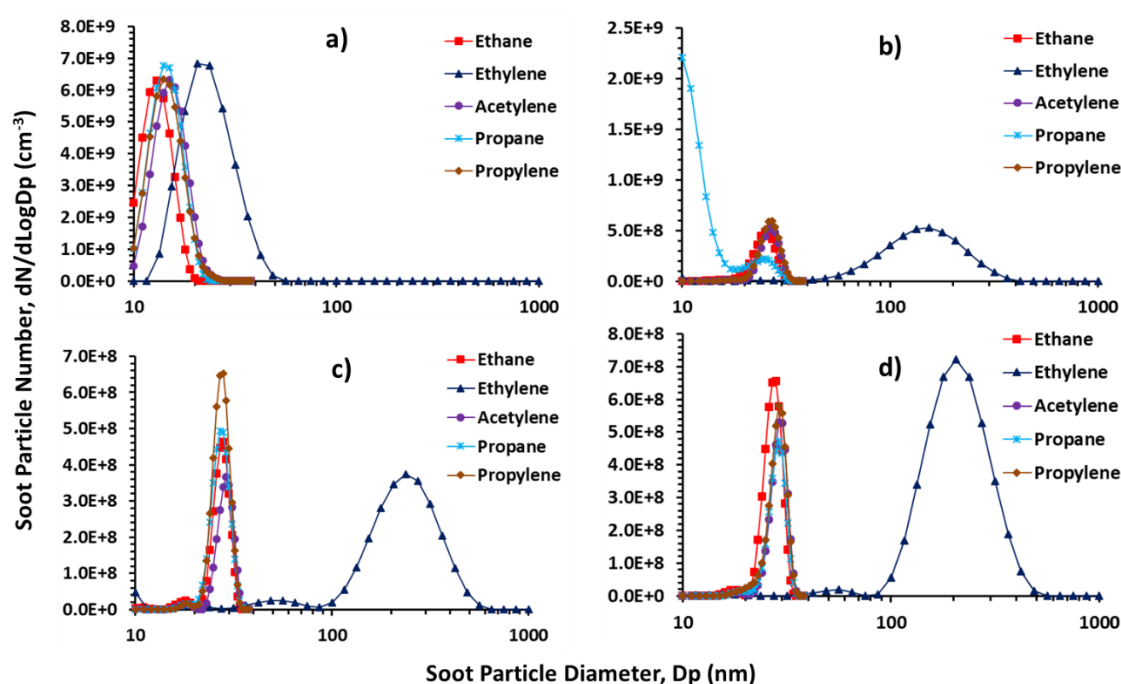 Soot Particle Number, dN/dLogDp (cm⁻³)
a)
8.0E+9
7.0E+9
6.0E+9
5.0E+9
4.0E+9
3.0E+9
2.0E+9
1.0E+9
0.0E+0
10 100 1000
Ethane
Ethylene
Acetylene
Propane
Propylene
b)
2.5E+9
2.0E+9
1.5E+9
1.0E+9
5.0E+8
0.0E+0
10 100 1000
Ethane
Ethylene
Acetylene
Propane
Propylene
c)
7.0E+8
6.0E+8
5.0E+8
4.0E+8
3.0E+8
2.0E+8
1.0E+8
0.0E+0
10 100 1000
Ethane
Ethylene
Acetylene
Propane
Propylene
d)
8.0E+8
7.0E+8
6.0E+8
5.0E+8
4.0E+8
3.0E+8
2.0E+8
1.0E+8
0.0E+0
10 100 1000
Ethane
Ethylene
Acetylene
Propane
Propylene
Soot Particle Diameter, Dp (nm)